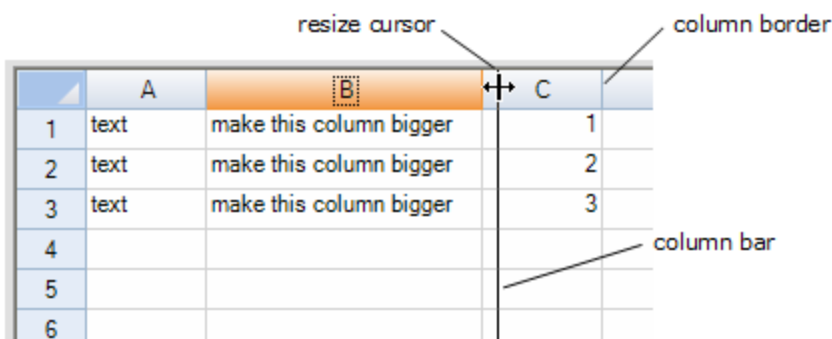 resize cursor column border
A B C
1 text make this column bigger 1
2 text make this column bigger 2
3 text make this column bigger 3
4 column bar
5
6